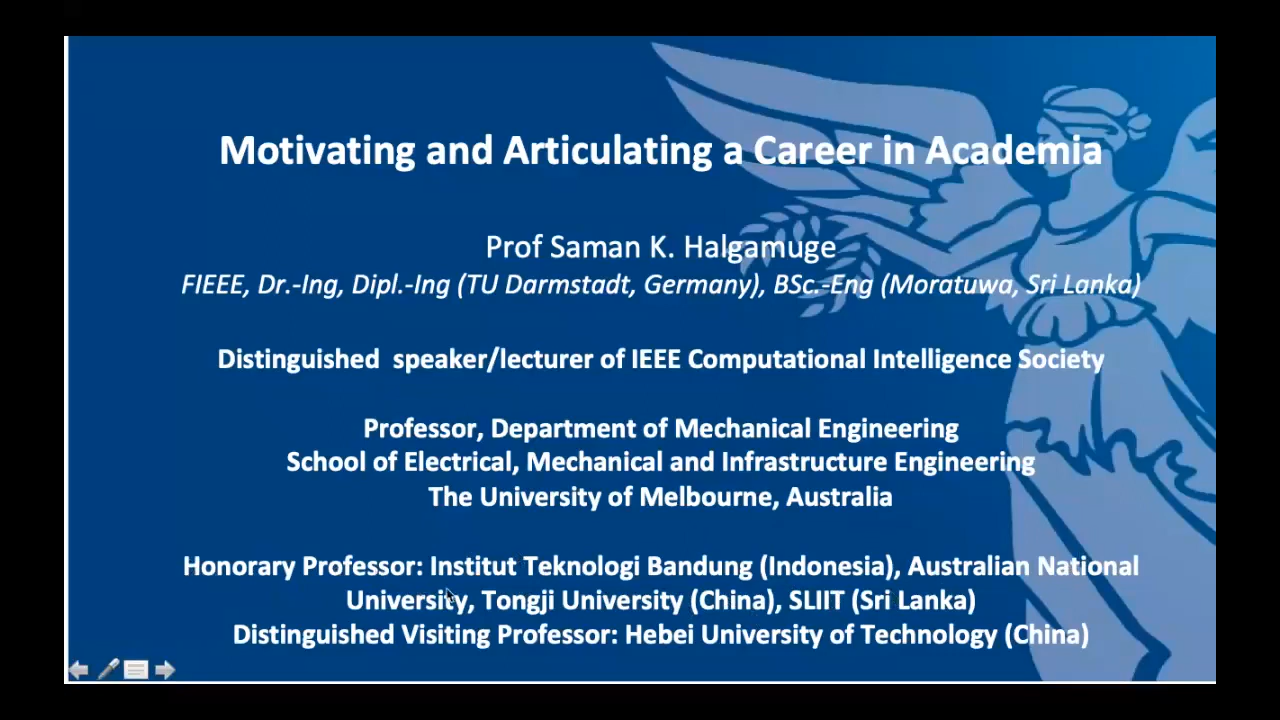 Motivating and Articulating a Career in Academia
Prof Saman K. Halgamuge
FIEEE, Dr.-Ing, Dipl.-Ing (TU Darmstadt, Germany), BSc.-Eng (Moratuwa, Sri Lanka)
Distinguished speaker/lecturer of IEEE Computational Intelligence Society
Professor, Department of Mechanical Engineering
School of Electrical, Mechanical and Infrastructure Engineering
The University of Melbourne, Australia
Honorary Professor: Institut Teknologi Bandung (Indonesia), Australian National
University, Tongji University (China), SLIIT (Sri Lanka)
Distinguished Visiting Professor: Hebei University of Technology (China)